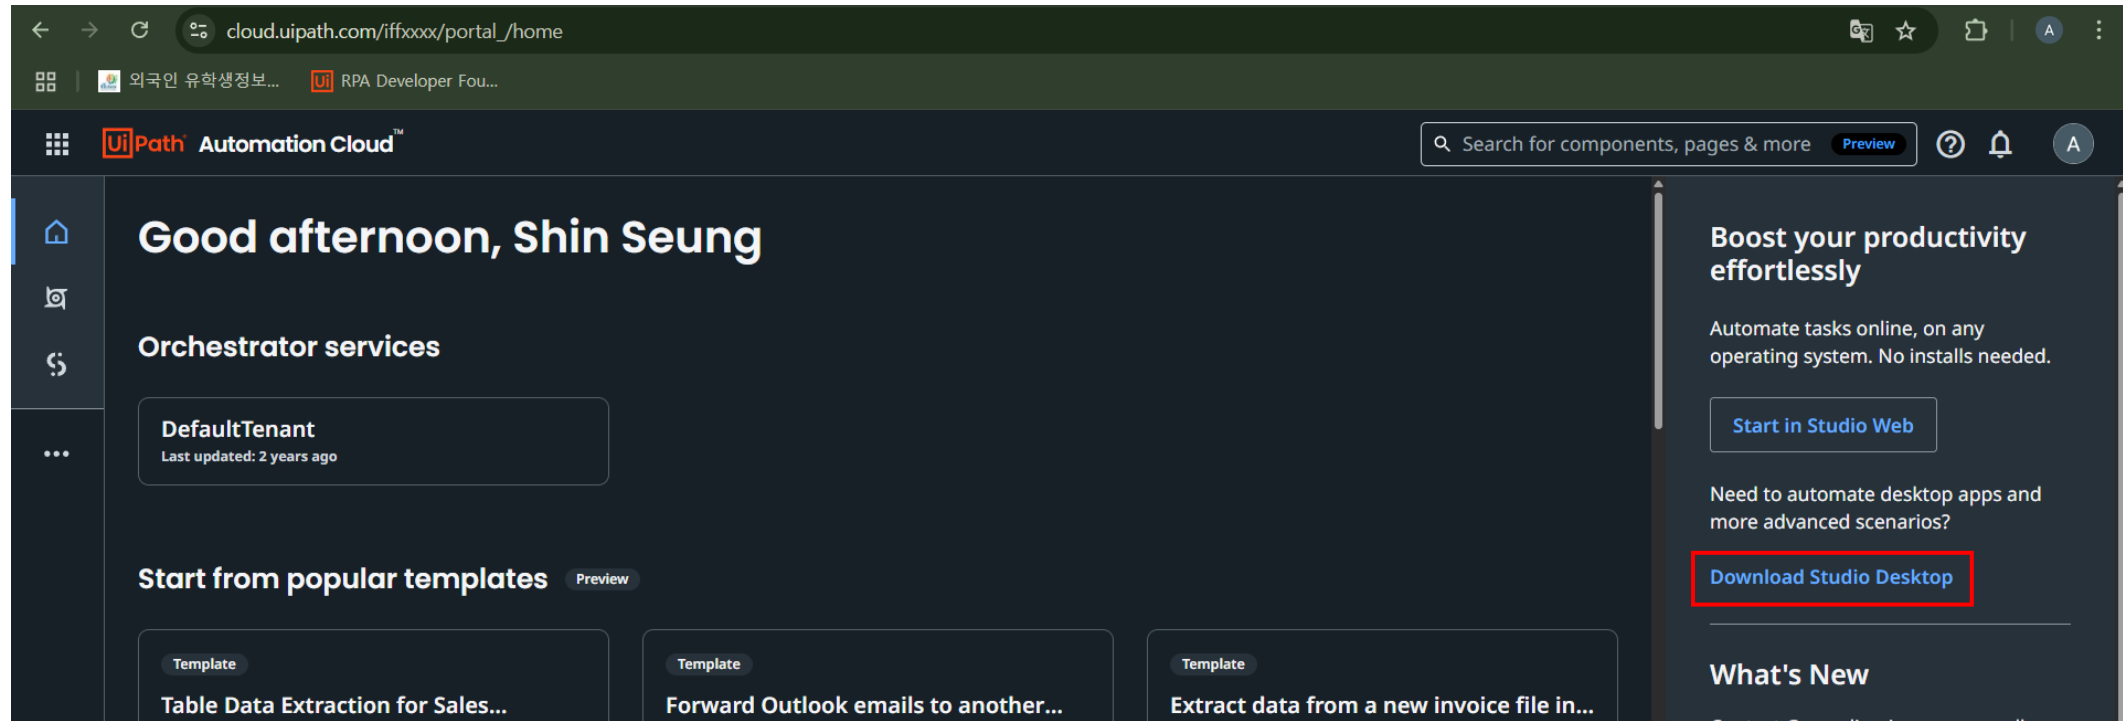 cloud.uipath.com/iffxxxx/portal_/home
A
외국인 유학생정보...
Ui RPA Developer Fou...
UiPath Automation Cloud™
Search for components, pages & more Preview
A
Good afternoon, Shin Seung
Orchestrator services
DefaultTenant
Last updated: 2 years ago
Start from popular templates Preview
Template
Table Data Extraction for Sales...
Template
Forward Outlook emails to another...
Template
Extract data from a new invoice file in...
Boost your productivity
effortlessly
Automate tasks online, on any
operating system. No installs needed.
Start in Studio Web
Need to automate desktop apps and
more advanced scenarios?
Download Studio Desktop
What's New